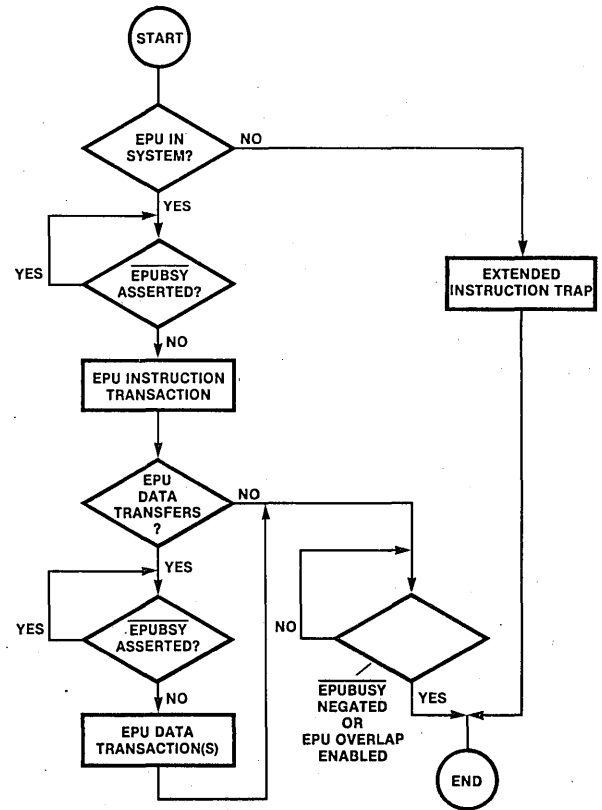 START
EPU IN
SYSTEM?
NO
YES
YES
EPUBSY
ASSERTED?
NO
EXTENDED
INSTRUCTION TRAP
EPU INSTRUCTION
TRANSACTION
EPU
DATA
TRANSFERS
?
NO
YES
YES
EPUBSY
ASSERTED?
NO
NO
EPUBUSY
NEGATED
OR
EPU OVERLAP
ENABLED
YES
EPU DATA
TRANSACTION(S)
END